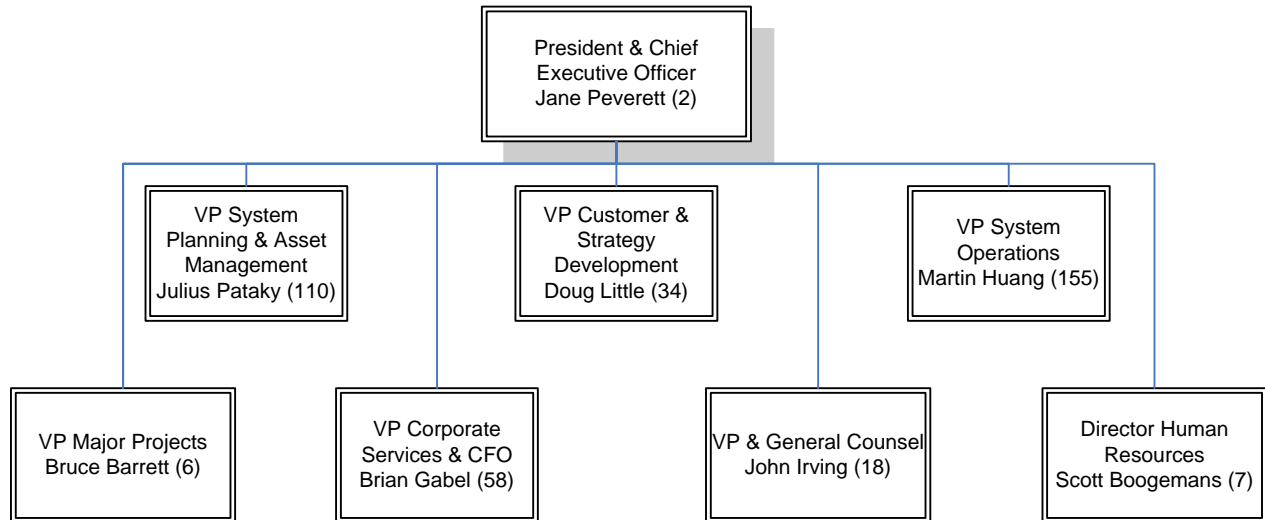 President & Chief
Executive Officer
Jane Peverett (2)
VP System
Planning & Asset
Management
Julius Pataky (110)
VP Customer &
Strategy
Development
Doug Little (34)
VP System
Operations
Martin Huang (155)
VP Major Projects
Bruce Barrett (6)
VP Corporate
Services & CFO
Brian Gabel (58)
VP & General Counsel
John Irving (18)
Director Human
Resources
Scott Boogemans (7)